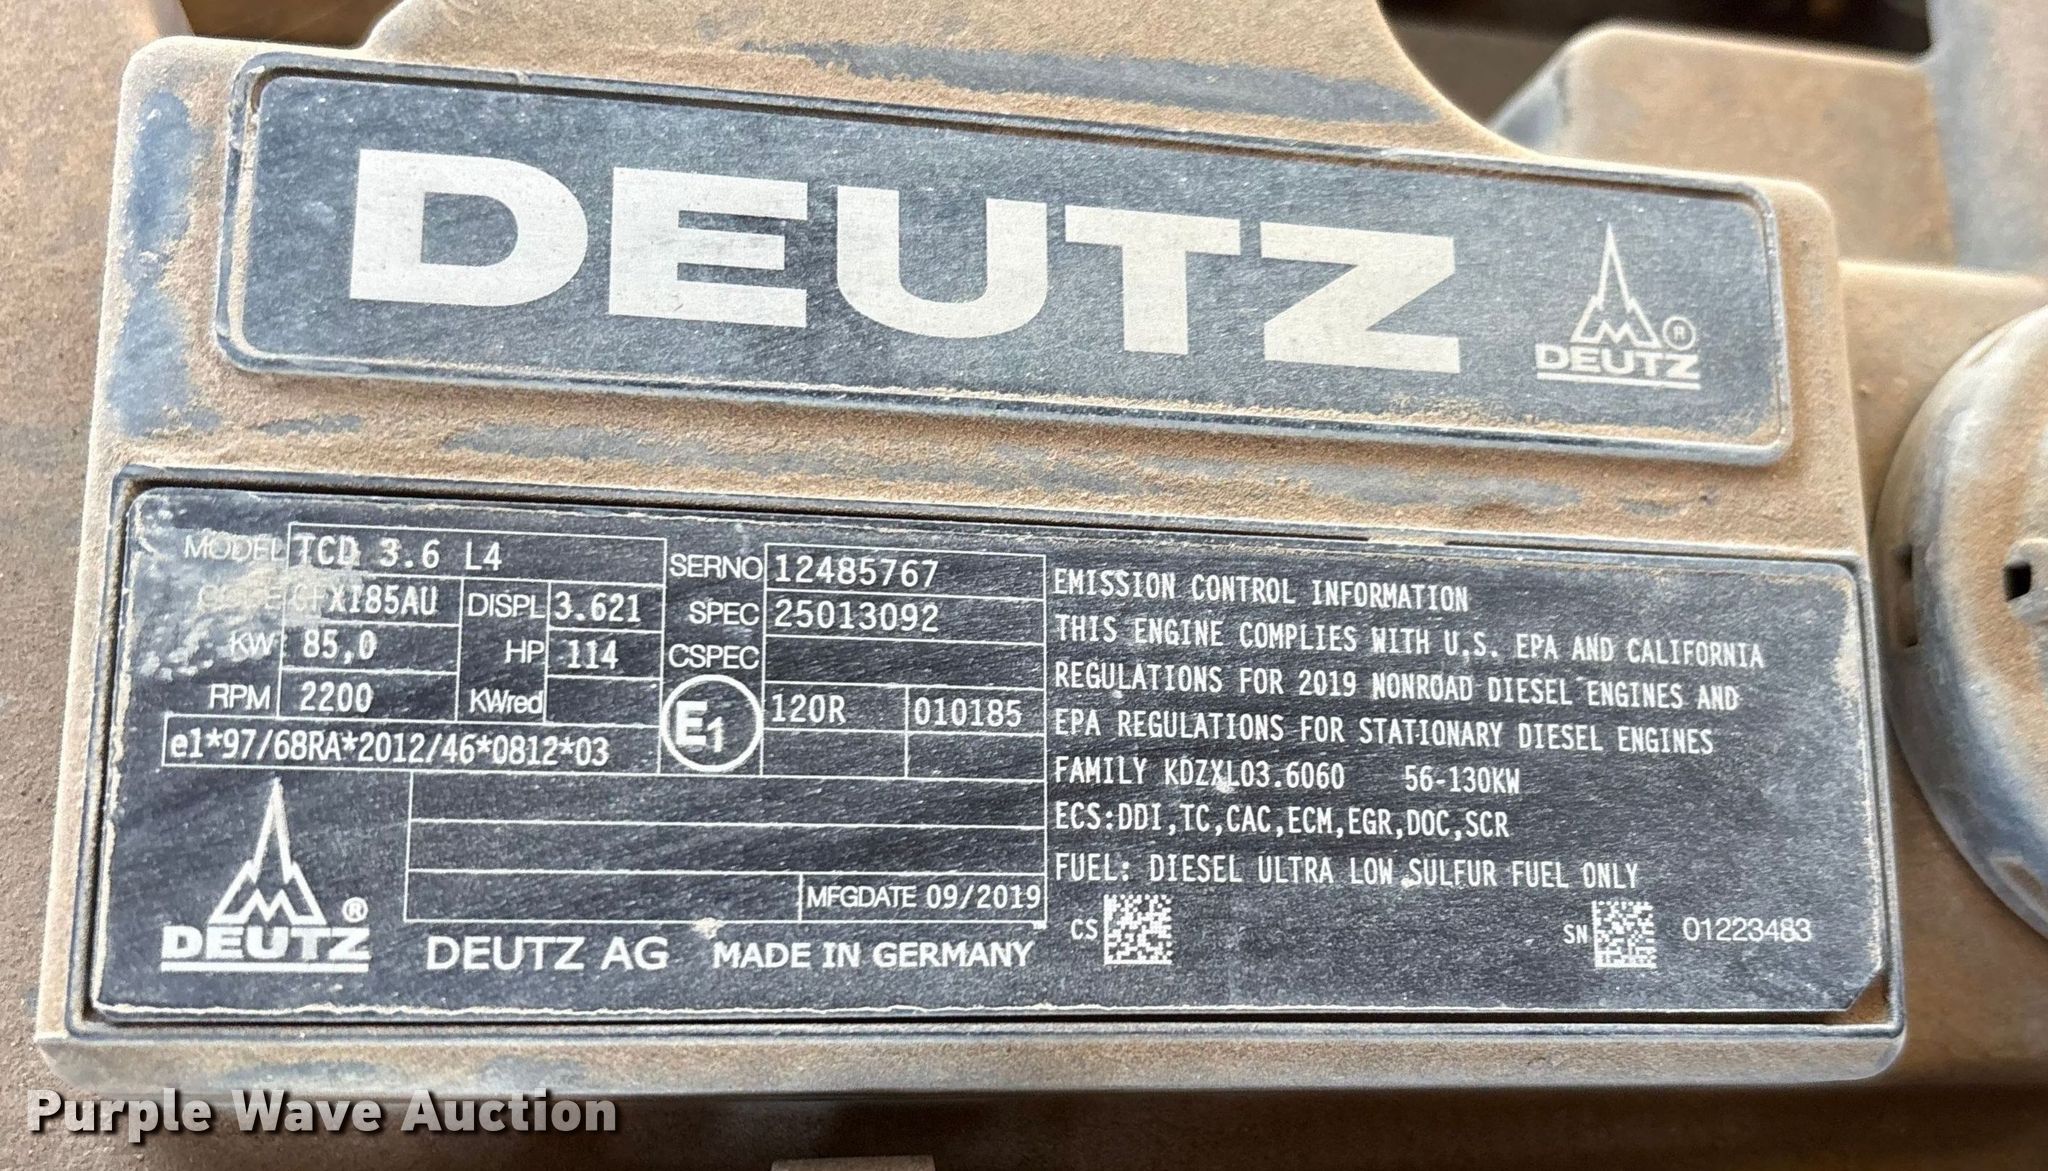 DEUTZ
DEUTZ ®
MODEL TCD 3.6 L4
XI85AU DISPL 3.621
KW 85,0 HP 114
RPM 2200 KWred
e1*97/68RA*2012/46*0812*03
SERNO 12485767
SPEC 25013092
CSPEC
E1 120R 010185
MFGDATE 09/2019
DEUTZ ®
DEUTZ AG MADE IN GERMANY
EMISSION CONTROL INFORMATION
THIS ENGINE COMPLIES WITH U.S. EPA AND CALIFORNIA
REGULATIONS FOR 2019 NONROAD DIESEL ENGINES AND
EPA REGULATIONS FOR STATIONARY DIESEL ENGINES
FAMILY KDZXL03.6060 56-130KW
ECS:DDI,TC,CAC,ECM,EGR,DOC,SCR
FUEL: DIESEL ULTRA LOW SULFUR FUEL ONLY
CS SN 01223483
Purple Wave Auction